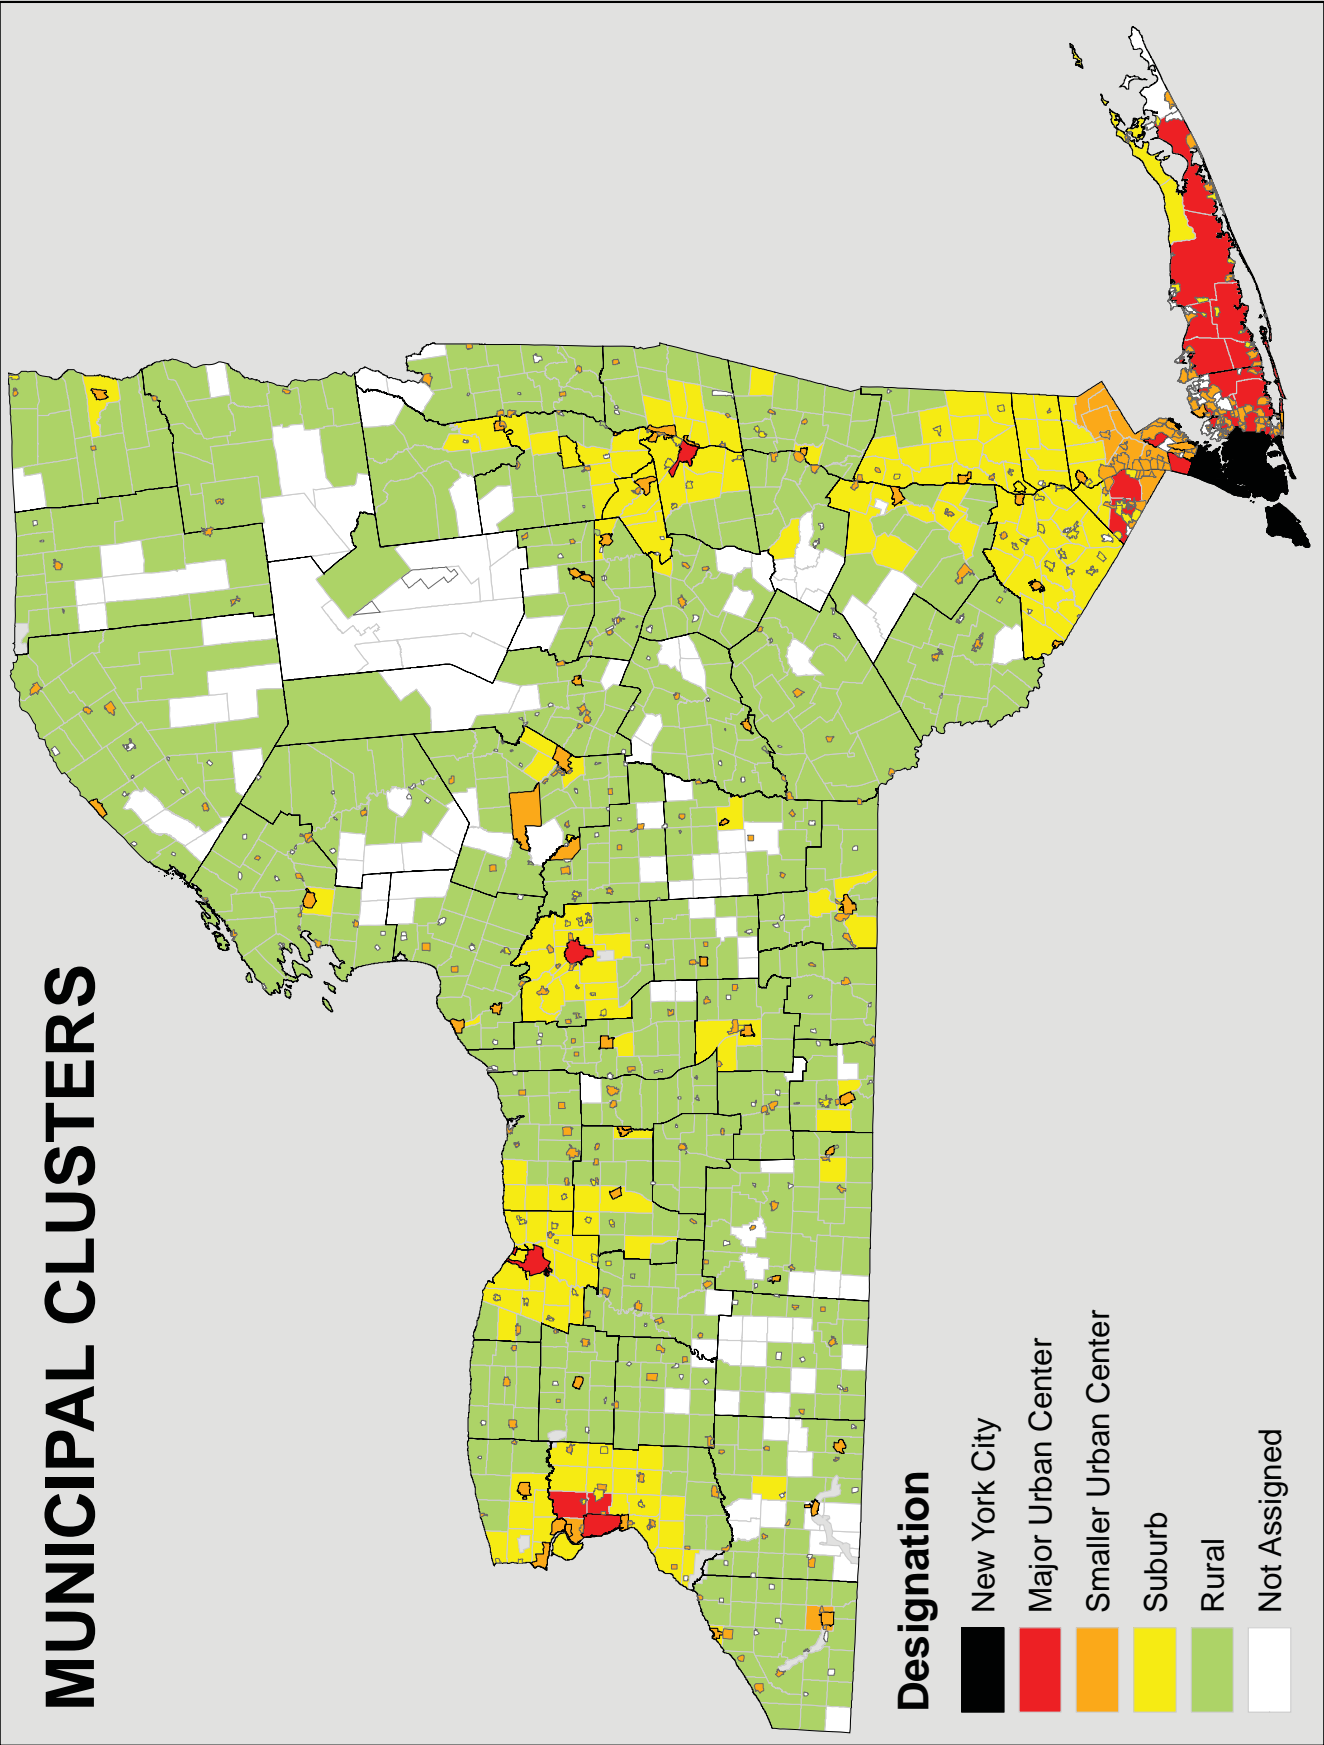 MUNICIPAL CLUSTERS
Designation
New York City
Major Urban Center
Smaller Urban Center
Suburb
Rural
Not Assigned